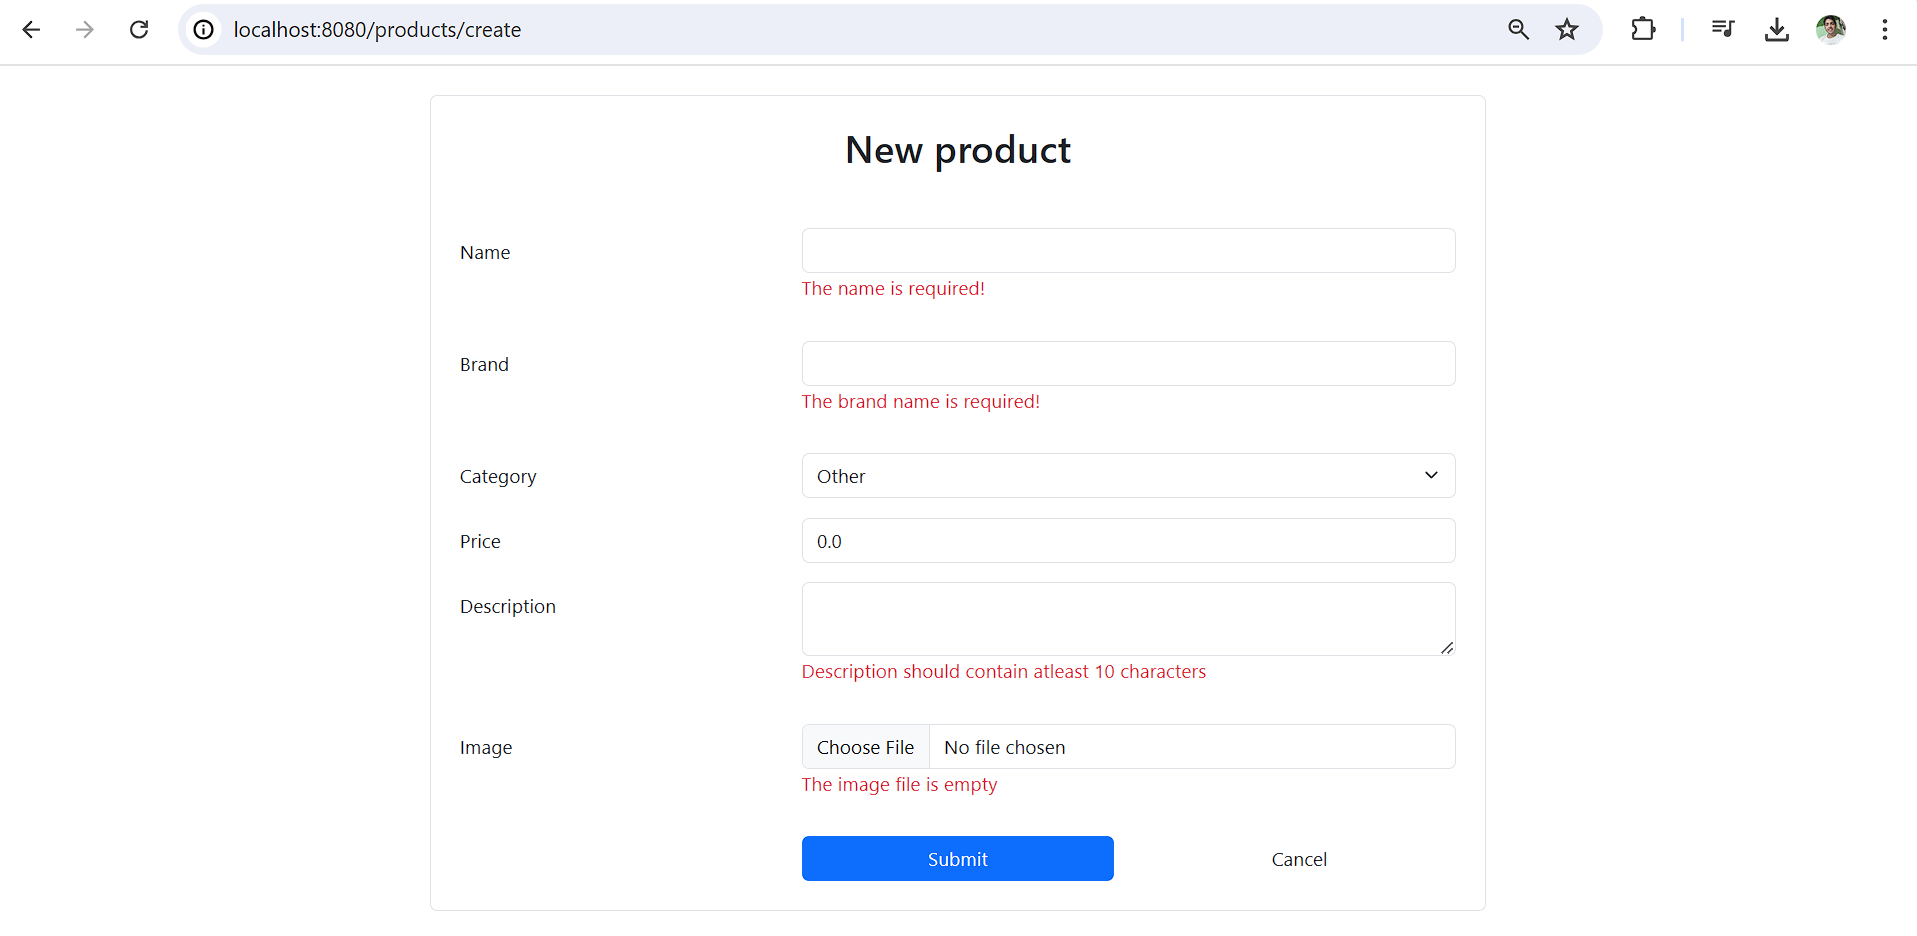 localhost:8080/products/create
New product
Name
The name is required!
Brand
The brand name is required!
Category
Other
Price
0.0
Description
Description should contain atleast 10 characters
Image
Choose File No file chosen
The image file is empty
Submit Cancel